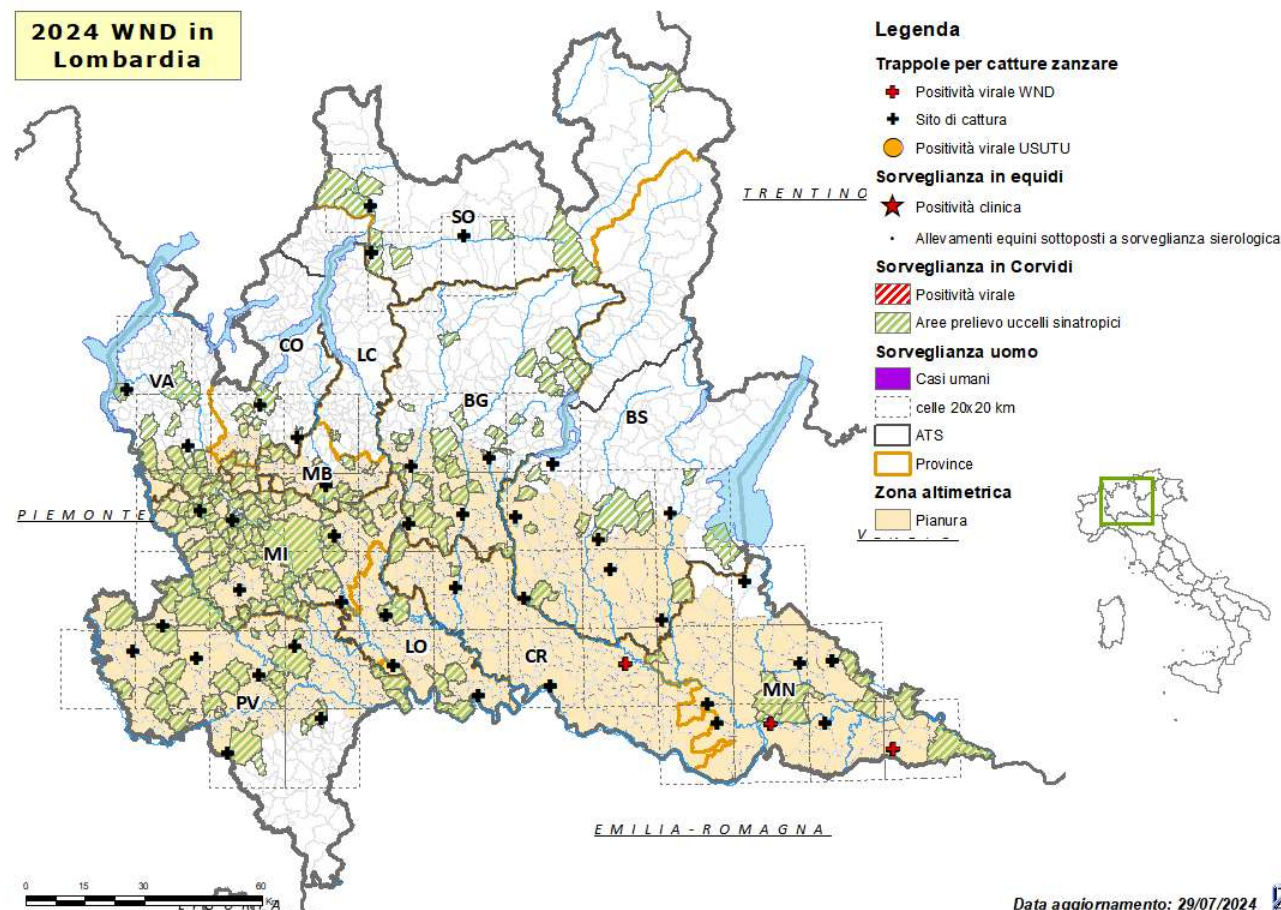 2024 WND in
Lombardia
Legenda
Trappole per catture zanzare
Positività virale WND
Sito di cattura
Positività virale USUTU
Sorveglianza in equidi
Positività clinica
Allevamenti equini sottoposti a sorveglianza sierologica
Sorveglianza in Corvidi
Positività virale
Aree prelievo uccelli sinatropici
Sorveglianza uomo
Casi umani
celle 20x20 km
ATS
Province
Zona altimetrica
Pianura
TRENTINO
SO
CO
LC
VA
BG
BS
MB
PIEMONTE
MI
LO
CR
MN
PV
EMILIA-ROMAGNA
0 15 30 60
Km
Data aggiornamento: 29/07/2024